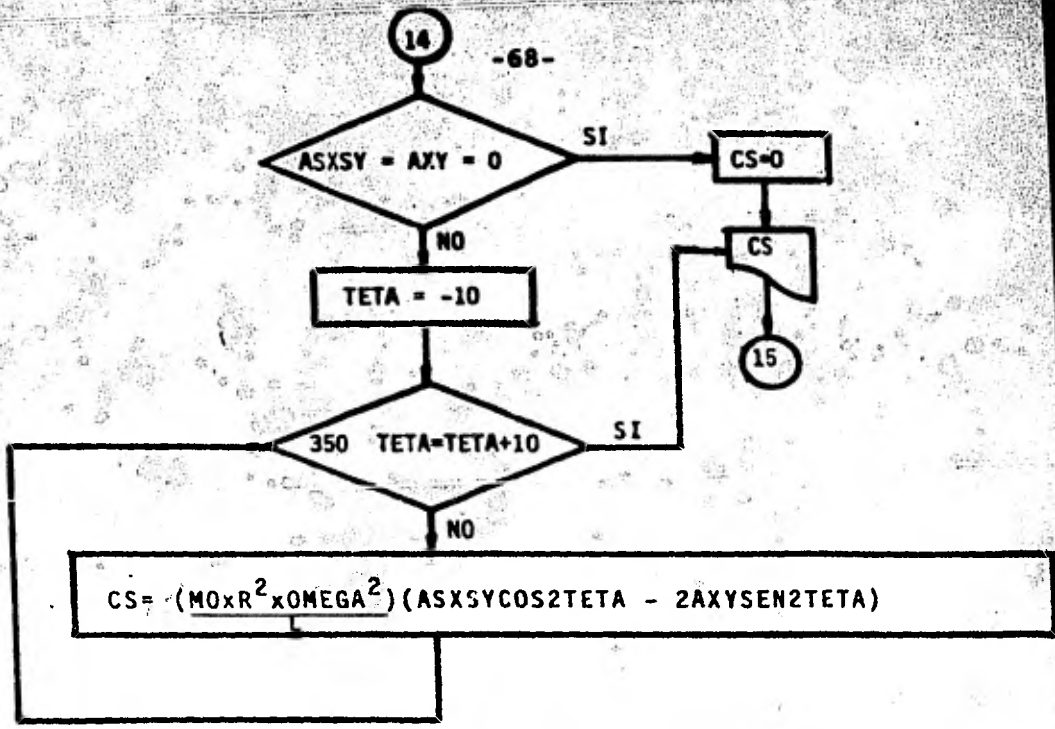 14
-68-
ASXSY = AXY = 0
SI
CS=0
NO
CS
TETA = -10
15
350 TETA=TETA+10
SI
NO
CS= (MOxR²xOMEGA²)(ASXSYCOS2TETA - 2AXYSEN2TETA)
L